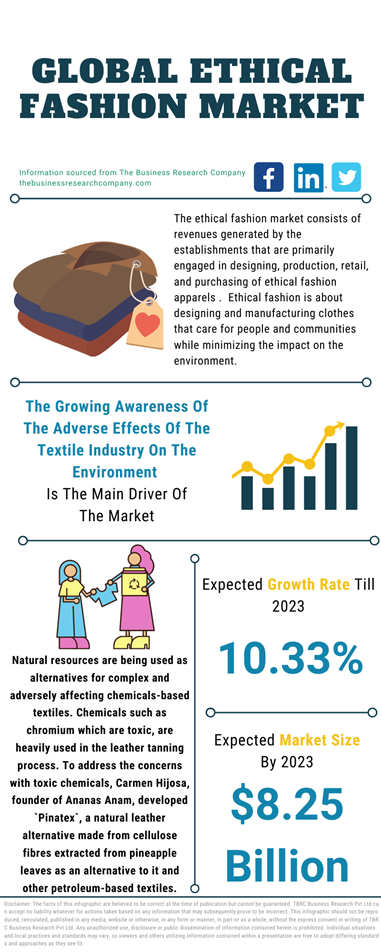 GLOBAL ETHICAL
FASHION MARKET
Information sourced from The Business Research Company
thebusinessresearchcompany.com
f
in
The ethical fashion market consists of
revenues generated by the
establishments that are primarily
engaged in designing, production, retail,
and purchasing of ethical fashion
apparels .  Ethical fashion is about
designing and manufacturing clothes
that care for people and communities
while minimizing the impact on the
environment.
The Growing Awareness Of
The Adverse Effects Of The
Textile Industry On The
Environment
Is The Main Driver Of
The Market
Natural resources are being used as
alternatives for complex and
adversely affecting chemicals-based
textiles. Chemicals such as
chromium which are toxic, are
heavily used in the leather tanning
process. To address the concerns
with toxic chemicals, Carmen Hijosa,
founder of Ananas Anam, developed
`Pinatex`, a natural leather
alternative made from cellulose
fibres extracted from pineapple
leaves as an alternative to it and
other petroleum-based textiles.
Expected Growth Rate Till
2023
10.33%
Expected Market Size
By 2023
$8.25
Billion
Disclaimer: The facts of this infographic are believed to be correct at the time of publication but cannot be guaranteed. TBRC Business Research Pvt Ltd ca
n accept no liability whatever for actions taken based on any information that may subsequently prove to be incorrect. This infographic should not be repro
duced, recirculated, published in any media, website or otherwise, in any form or manner, in part or as a whole, without the express consent in writing of TBR
C Business Research Pvt Ltd. Any unauthorized use, disclosure or public dissemination of information contained herein is prohibited. Individual situations
and local practices and standards may vary, so viewers and others utilizing information contained within a presentation are free to adopt differing standard
s and approaches as they see fit.